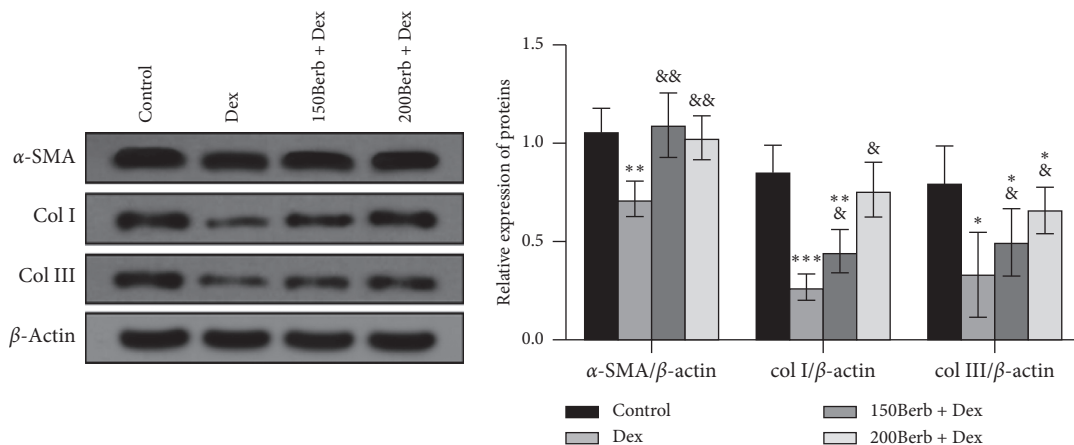 Control
Dex
150Berb + Dex
200Berb + Dex
α-SMA
Col I
Col III
β-Actin
Relative expression of proteins
1.5
1.0
0.5
0.0
**
&&
&&
***
**
&
&
*
*
&
*
&
α-SMA/β-actin
col I/β-actin
col III/β-actin
Control
Dex
150Berb + Dex
200Berb + Dex